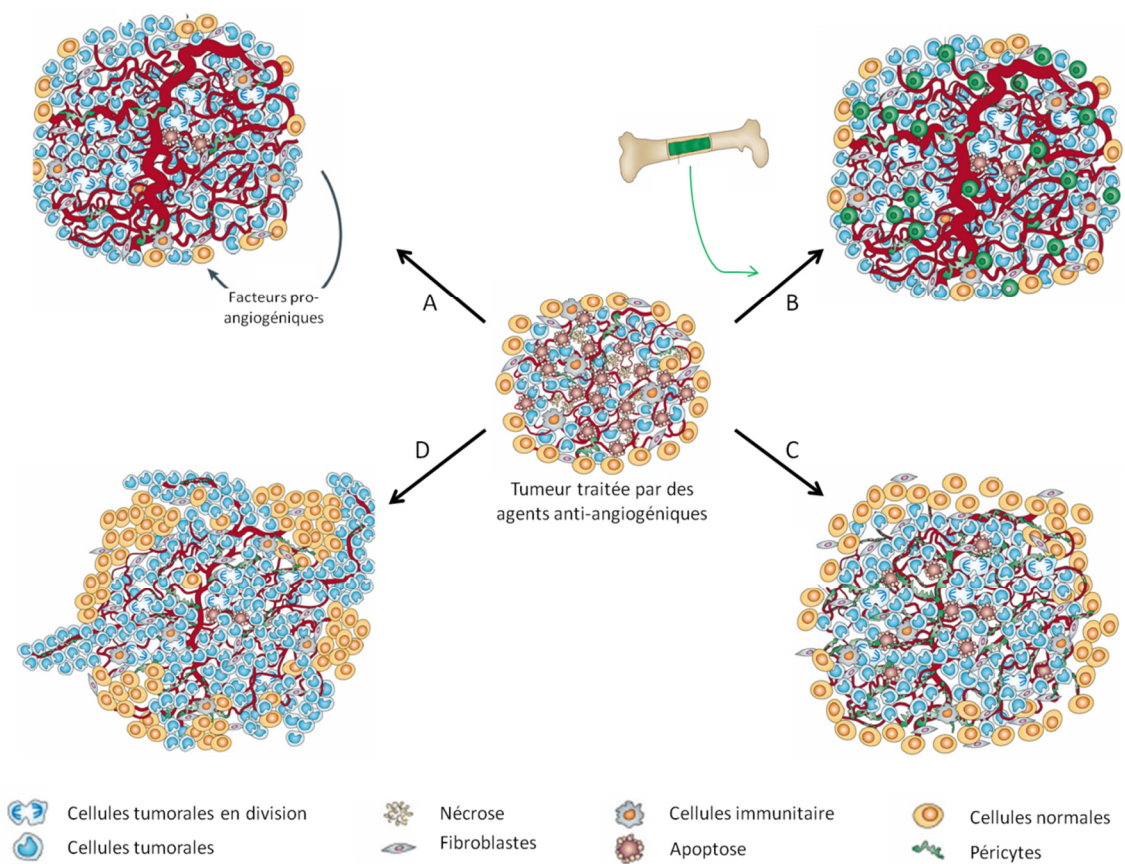 Facteurs pro-
angiogéniques
A
B
D
C
Tumeur traitée par des
agents anti-angiogéniques
Cellules tumorales en division
Nécrose
Cellules immunitaire
Cellules normales
Cellules tumorales
Fibroblastes
Apoptose
Péricytes